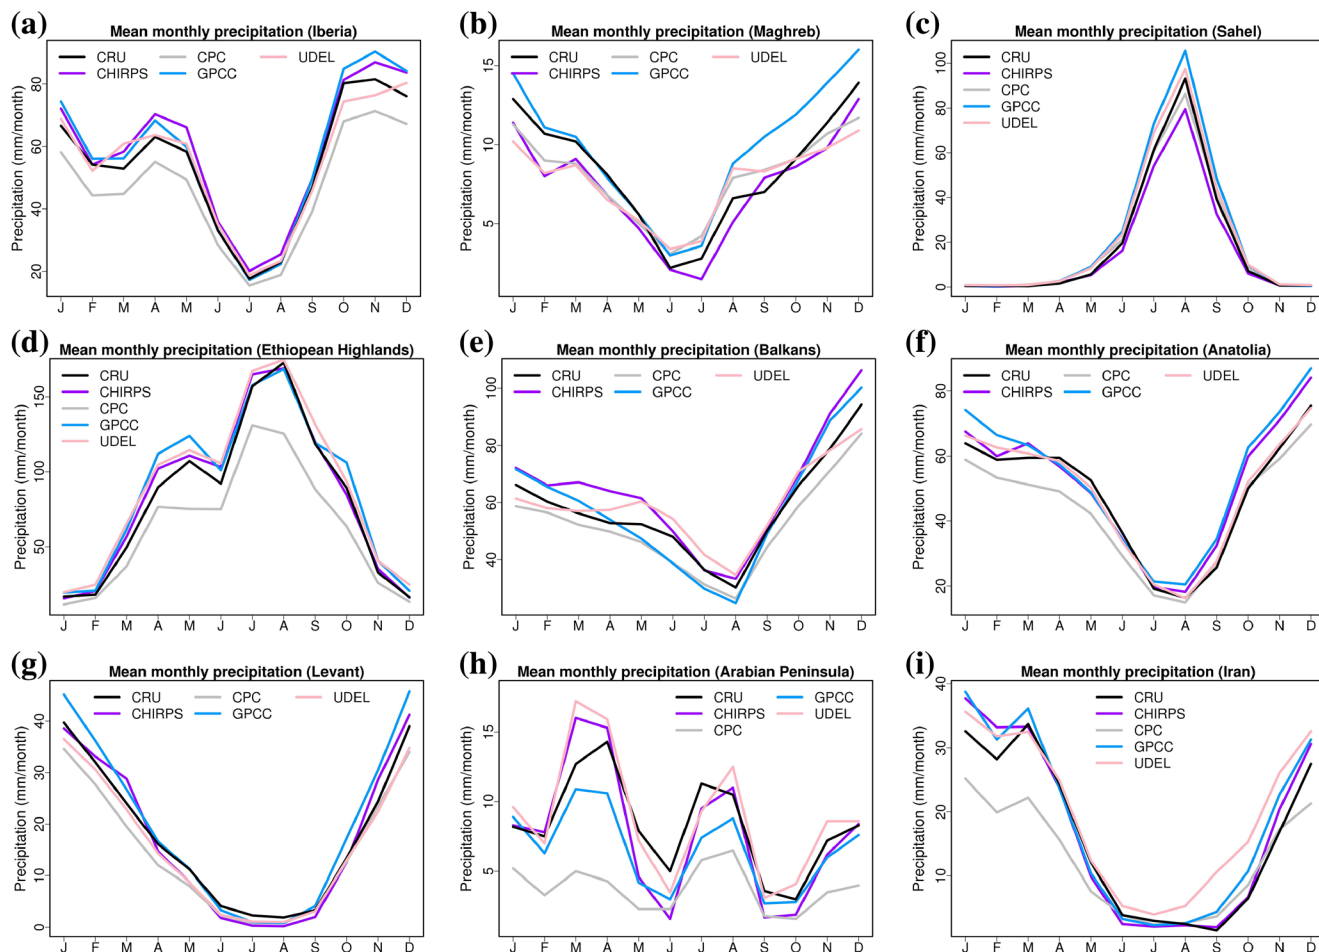 (a)
Mean monthly precipitation (Iberia)
CRU CPC UDEL
CHIRPS GPCC
Precipitation (mm/month)
80
60
40
20
J F M A M J J A S O N D
(b)
Mean monthly precipitation (Maghreb)
CRU CPC UDEL
CHIRPS GPCC
Precipitation (mm/month)
15
10
5
J F M A M J J A S O N D
(c)
Mean monthly precipitation (Sahel)
CRU
CHIRPS
CPC
GPCC
UDEL
Precipitation (mm/month)
100
80
60
40
20
0
J F M A M J J A S O N D
(d)
Mean monthly precipitation (Ethiopean Highlands)
CRU
CHIRPS
CPC
GPCC
UDEL
Precipitation (mm/month)
150
100
50
J F M A M J J A S O N D
(e)
Mean monthly precipitation (Balkans)
CRU CPC UDEL
CHIRPS GPCC
Precipitation (mm/month)
100
80
60
40
J F M A M J J A S O N D
(f)
Mean monthly precipitation (Anatolia)
CRU CPC UDEL
CHIRPS GPCC
Precipitation (mm/month)
80
60
40
20
J F M A M J J A S O N D
(g)
Mean monthly precipitation (Levant)
CRU CPC UDEL
CHIRPS GPCC
Precipitation (mm/month)
40
30
20
10
0
J F M A M J J A S O N D
(h)
Mean monthly precipitation (Arabian Peninsula)
CRU GPCC
CHIRPS UDEL
CPC
Precipitation (mm/month)
15
10
5
J F M A M J J A S O N D
(i)
Mean monthly precipitation (Iran)
CRU
CHIRPS
CPC
GPCC
UDEL
Precipitation (mm/month)
40
30
20
10
0
J F M A M J J A S O N D